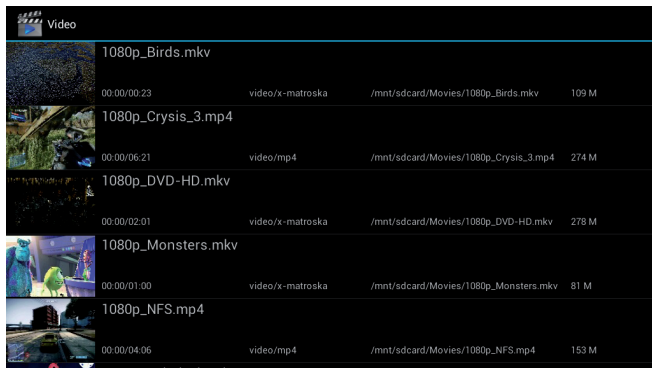 Video
1080p_Birds.mkv
00:00/00:23 video/x-matroska /mnt/sdcard/Movies/1080p_Birds.mkv 109 M
1080p_Crysis_3.mp4
00:00/06:21 video/mp4 /mnt/sdcard/Movies/1080p_Crysis_3.mp4 274 M
1080p_DVD-HD.mkv
00:00/02:01 video/x-matroska /mnt/sdcard/Movies/1080p_DVD-HD.mkv 278 M
1080p_Monsters.mkv
00:00/01:00 video/x-matroska /mnt/sdcard/Movies/1080p_Monsters.mkv 81 M
1080p_NFS.mp4
00:00/04:06 video/mp4 /mnt/sdcard/Movies/1080p_NFS.mp4 153 M